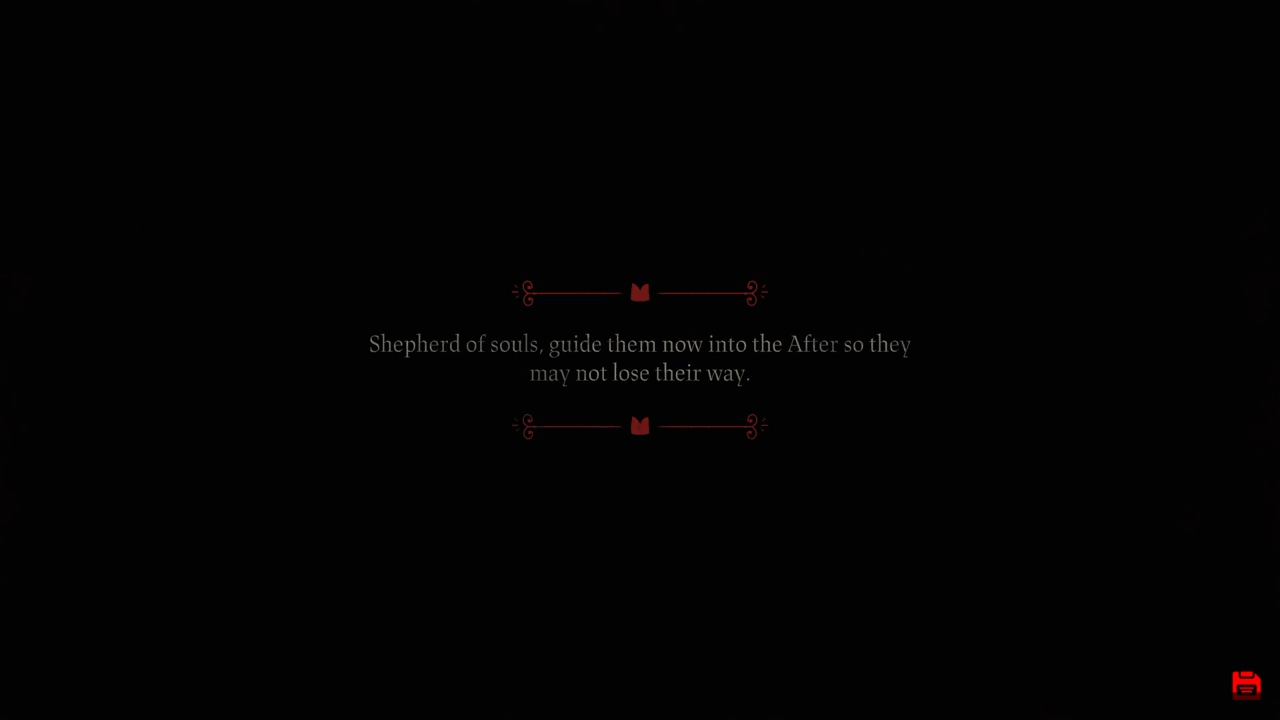 Shepherd of souls, guide them now into the After so they
may not lose their way.